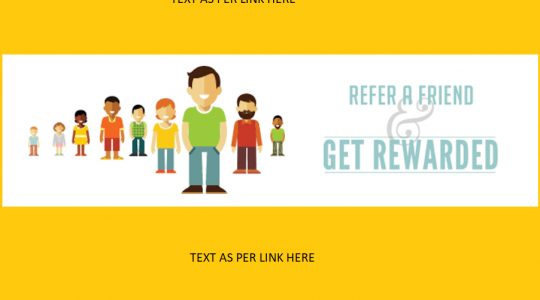 TEXT AS PER LINK HERE
REFER A FRIEND
&
GET REWARDED
TEXT AS PER LINK HERE